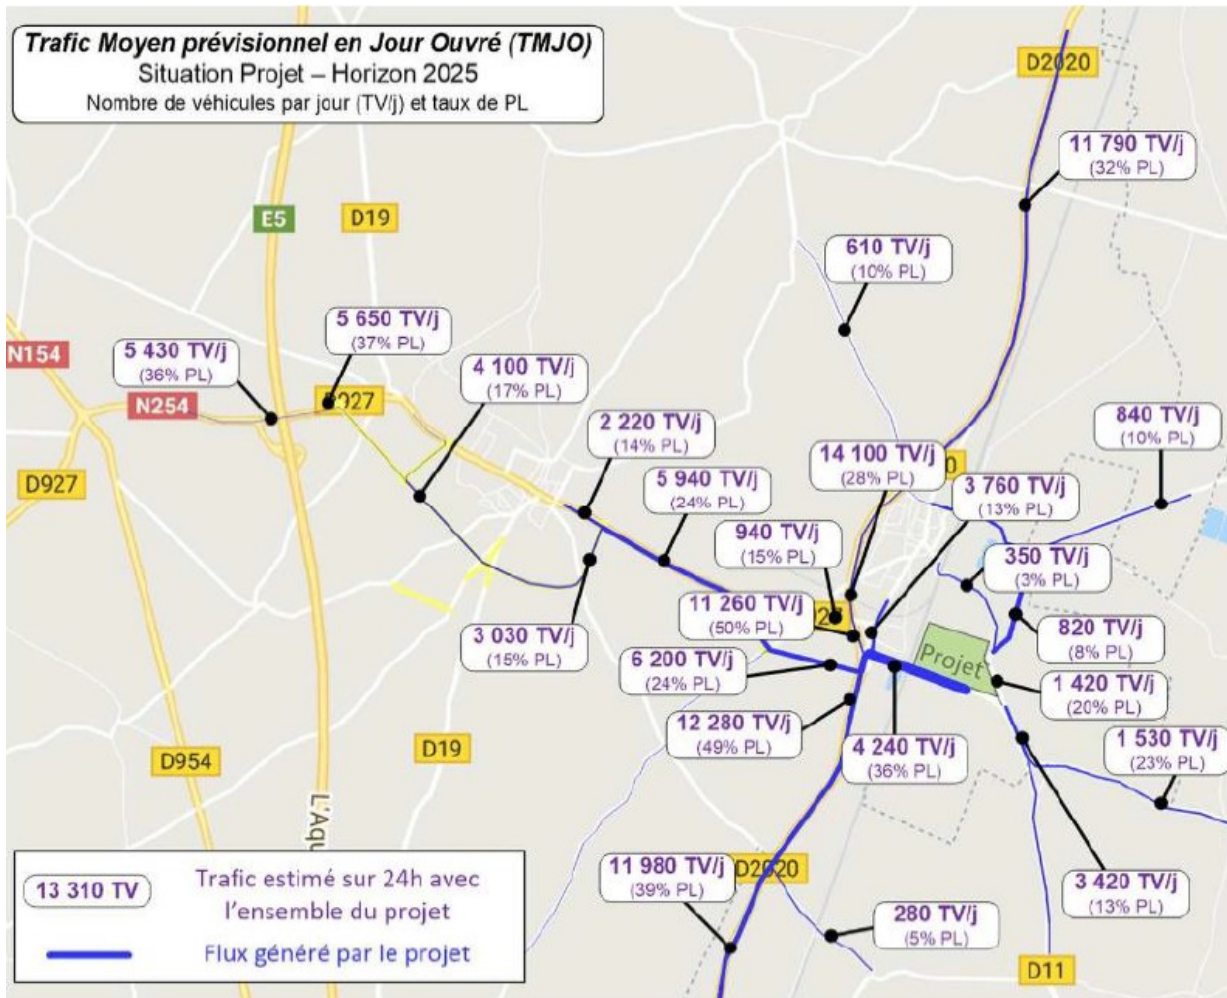 Trafic Moyen prévisionnel en Jour Ouvré (TMJO)
Situation Projet – Horizon 2025
Nombre de véhicules par jour (TV/j) et taux de PL
D2020
11 790 TV/j
(32% PL)
E5
D19
610 TV/j
(10% PL)
5 650 TV/j
(37% PL)
5 430 TV/j
(36% PL)
N154
4 100 TV/j
(17% PL)
N254
D927
2 220 TV/j
(14% PL)
840 TV/j
(10% PL)
14 100 TV/j
(28% PL)
0
D927
5 940 TV/j
(24% PL)
3 760 TV/j
(13% PL)
940 TV/j
(15% PL)
350 TV/j
(3% PL)
11 260 TV/j
(50% PL)
27
3 030 TV/j
(15% PL)
820 TV/j
(8% PL)
6 200 TV/j
(24% PL)
Projet
1 420 TV/j
(20% PL)
12 280 TV/j
(49% PL)
4 240 TV/j
(36% PL)
1 530 TV/j
(23% PL)
D19
D954
L'Aqu
11 980 TV/j
(39% PL)
D2020
3 420 TV/j
(13% PL)
280 TV/j
(5% PL)
D11
13 310 TV
Trafic estimé sur 24h avec
l'ensemble du projet
Flux généré par le projet